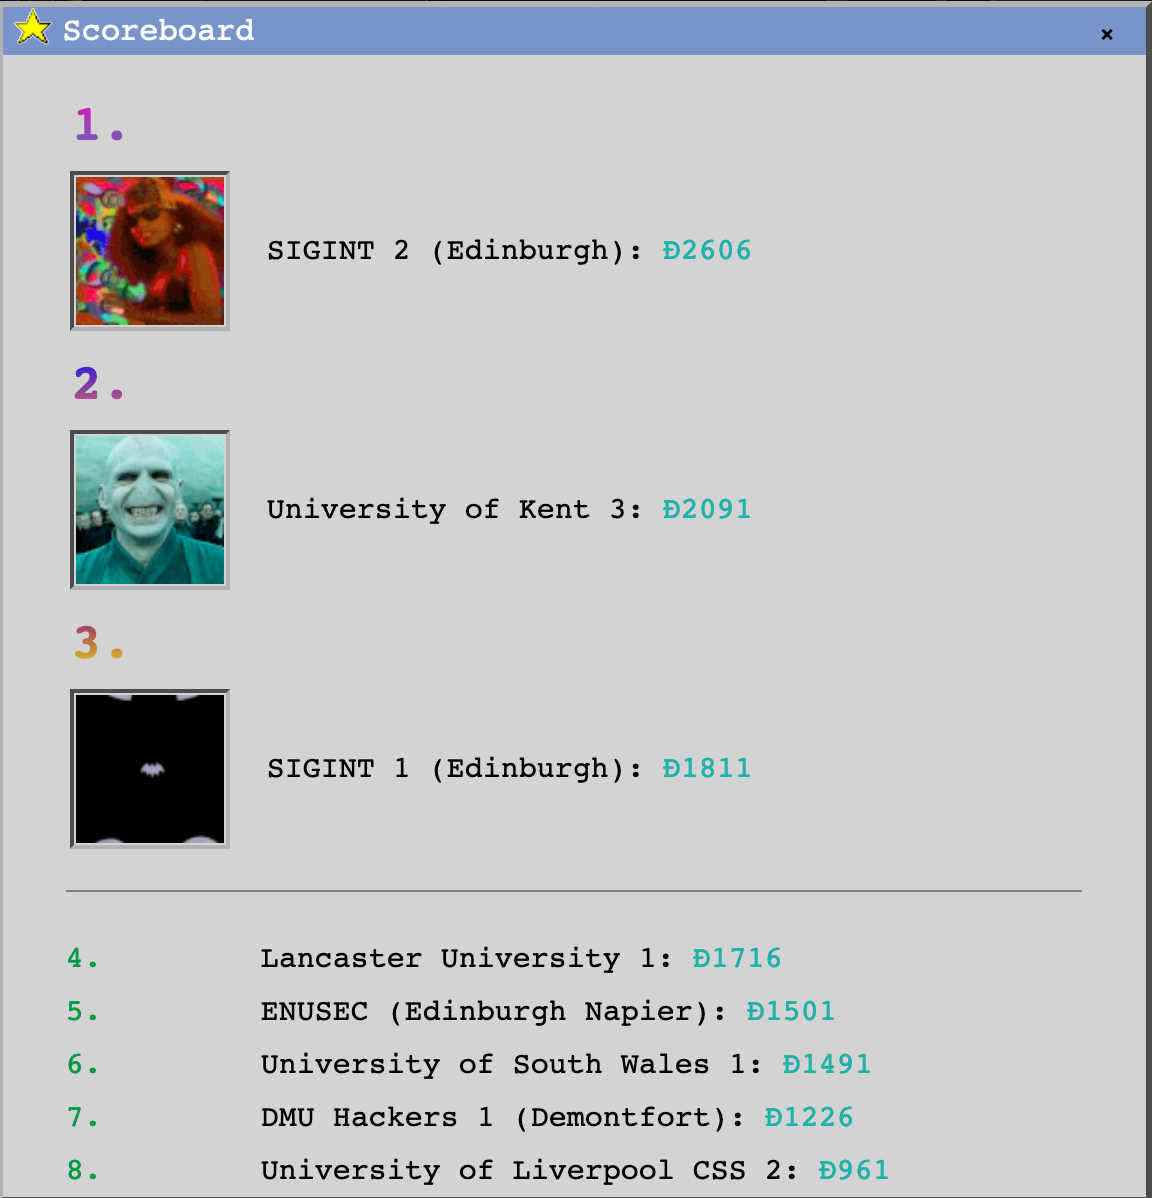 Scoreboard ×
1.
SIGINT 2 (Edinburgh): Đ2606
2.
University of Kent 3: Đ2091
3.
SIGINT 1 (Edinburgh): Đ1811
4. Lancaster University 1: Đ1716
5. ENUSEC (Edinburgh Napier): Đ1501
6. University of South Wales 1: Đ1491
7. DMU Hackers 1 (Demontfort): Đ1226
8. University of Liverpool CSS 2: Đ961